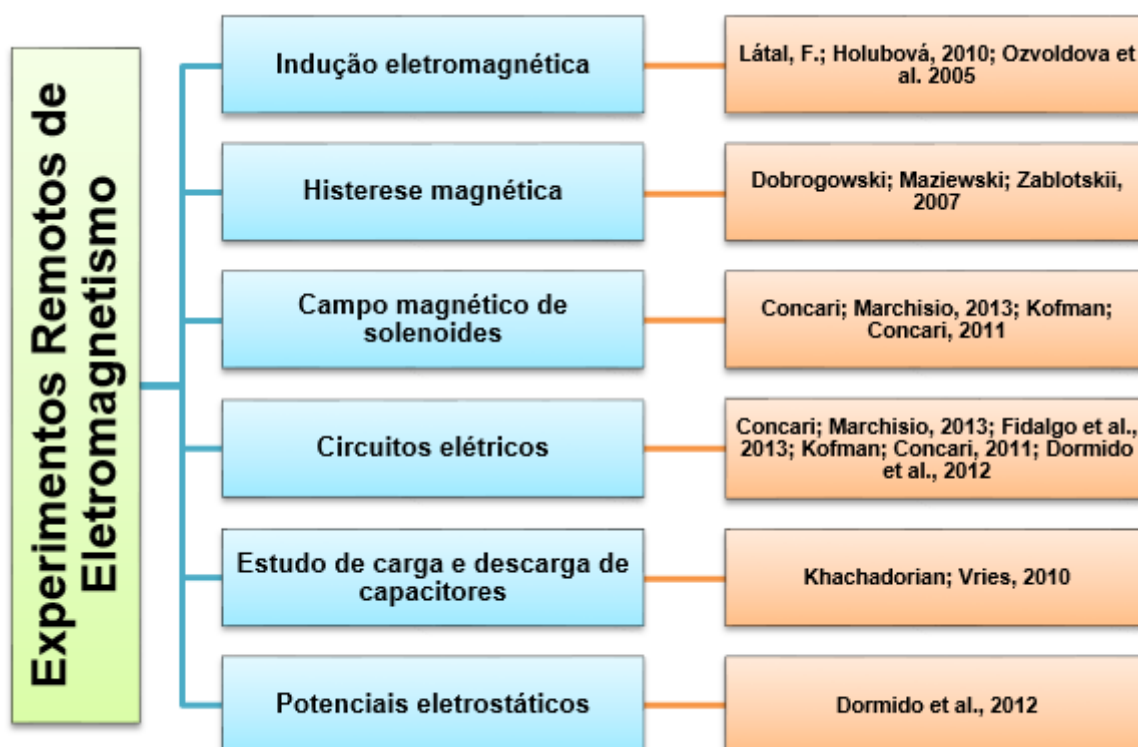 Experimentos Remotos de
Eletromagnetismo
Indução eletromagnética
Látal, F.; Holubová, 2010; Ozvoldova et
al. 2005
Histerese magnética
Dobrogowski; Maziewski; Zablotskii,
2007
Campo magnético de
solenoides
Concari; Marchisio, 2013; Kofman;
Concari, 2011
Circuitos elétricos
Concari; Marchisio, 2013; Fidalgo et al.,
2013; Kofman; Concari, 2011; Dormido
et al., 2012
Estudo de carga e descarga de
capacitores
Khachadorian; Vries, 2010
Potenciais eletrostáticos
Dormido et al., 2012